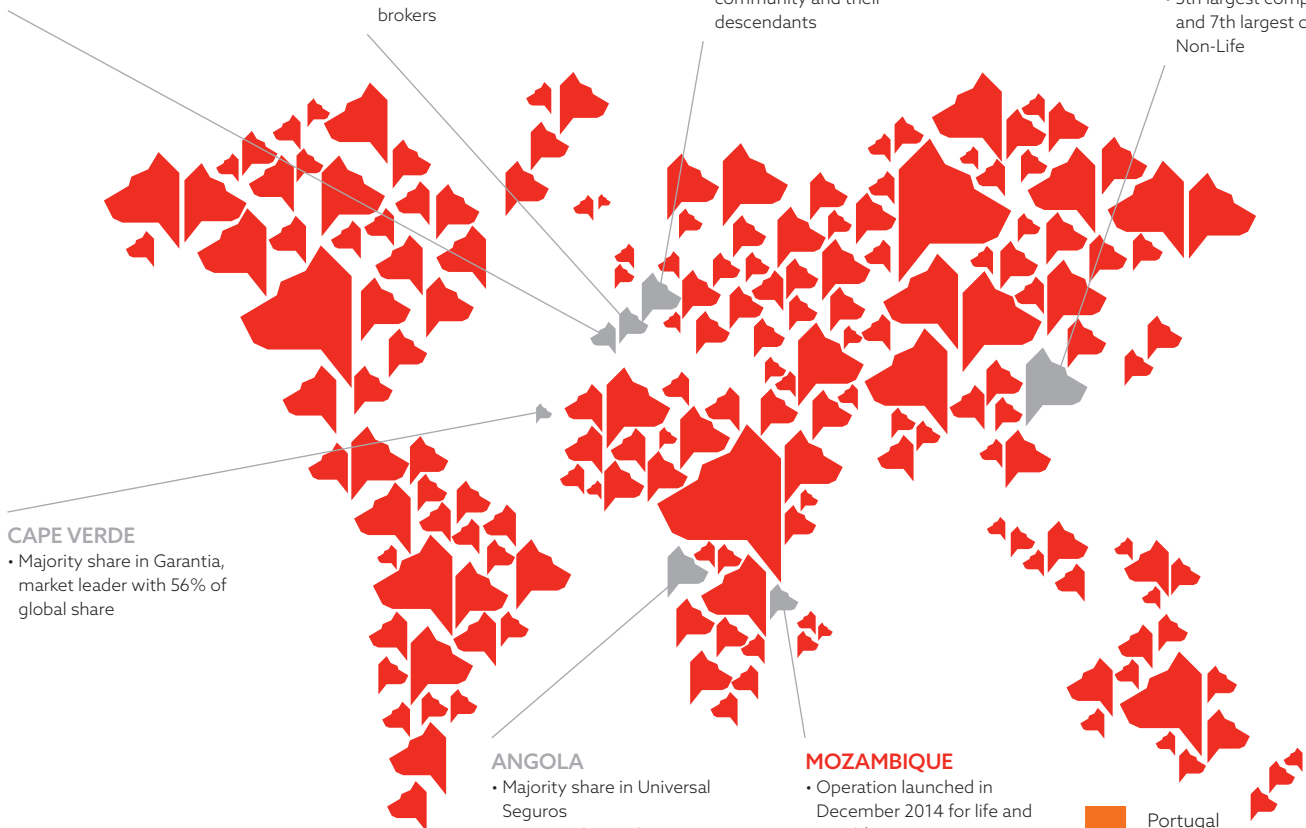 brokers
descendants
and 7th largest
Non-Life
CAPE VERDE
• Majority share in Garantia,
market leader with 56% of
global share
ANGOLA
• Majority share in Universal
Seguros
MOZAMBIQUE
• Operation launched in
December 2014 for life and
Portugal